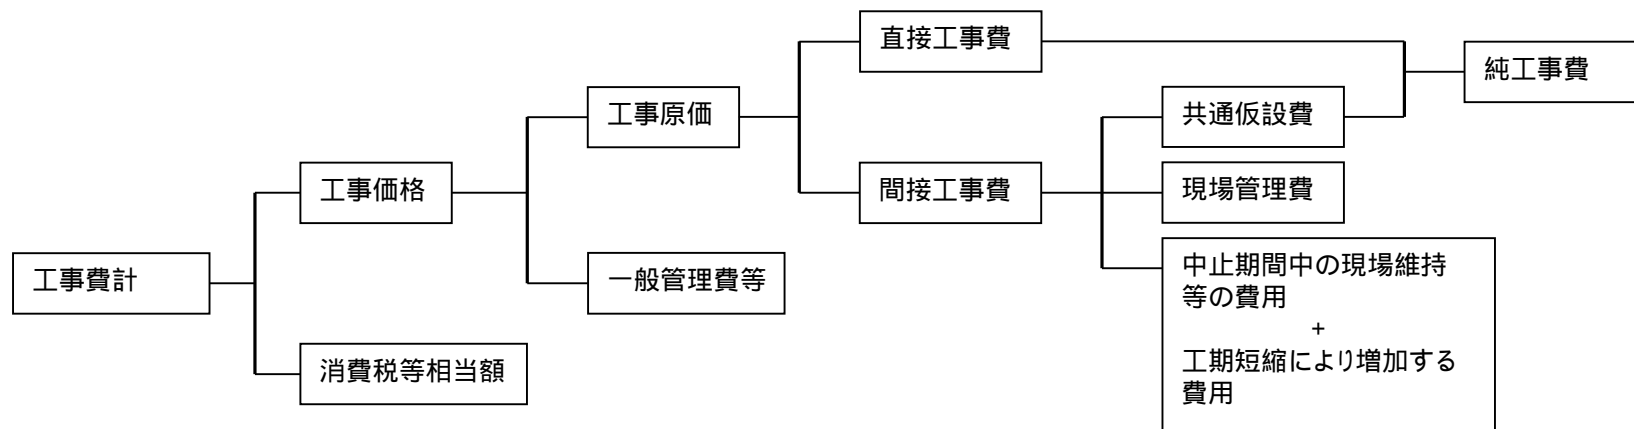 直接工事費
純工事費
工事原価
共通仮設費
工事価格
間接工事費
現場管理費
工事費計
一般管理費等
中止期間中の現場維持
等の費用
+
工期短縮により増加する
費用
消費税等相当額